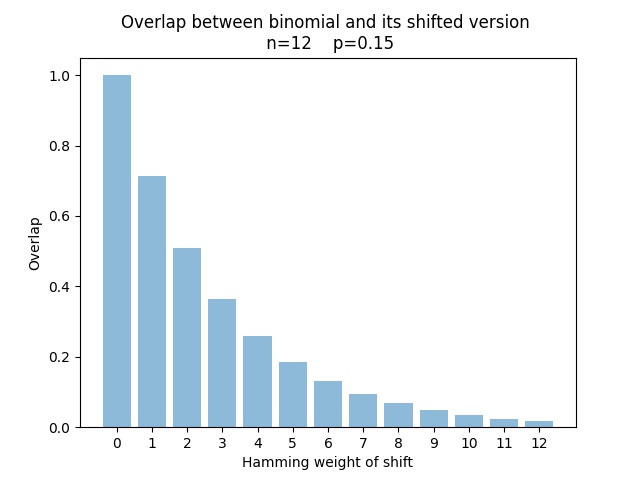 Overlap between binomial and its shifted version
n=12    p=0.15
1.0
0.8
0.6
0.4
0.2
0.0
Overlap
0 1 2 3 4 5 6 7 8 9 10 11 12
Hamming weight of shift